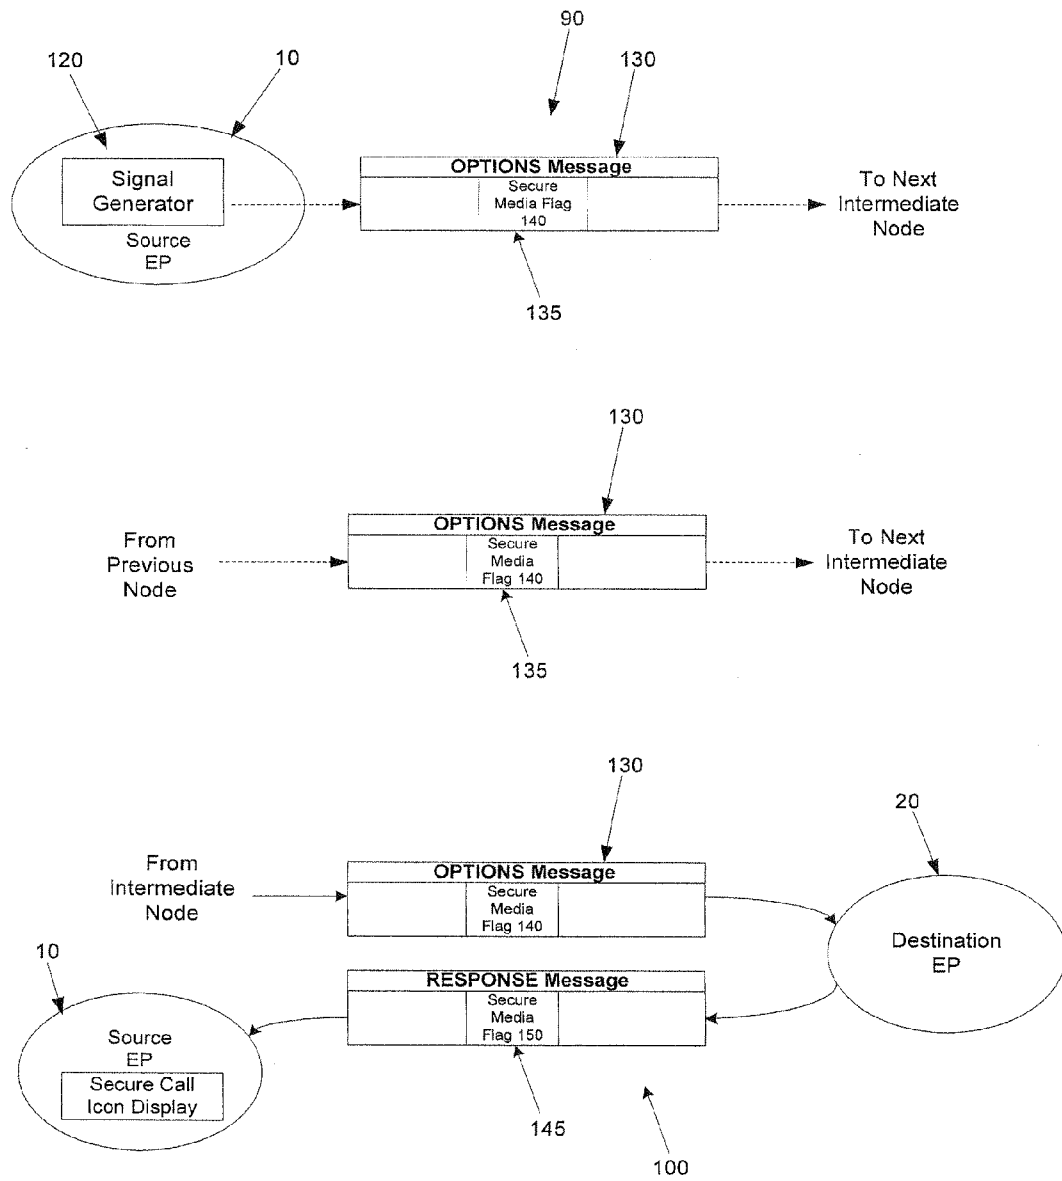 90
120
10
130
OPTIONS Message
Signal
Generator
Source
EP
Secure
Media Flag
140
To Next
Intermediate
Node
135
130
OPTIONS Message
From
Previous
Node
Secure
Media
Flag 140
To Next
Intermediate
Node
135
130
20
From
Intermediate
Node
OPTIONS Message
Secure
Media
Flag 140
Destination
EP
10
RESPONSE Message
Secure
Media
Flag 150
Source
EP
Secure Call
Icon Display
145
100